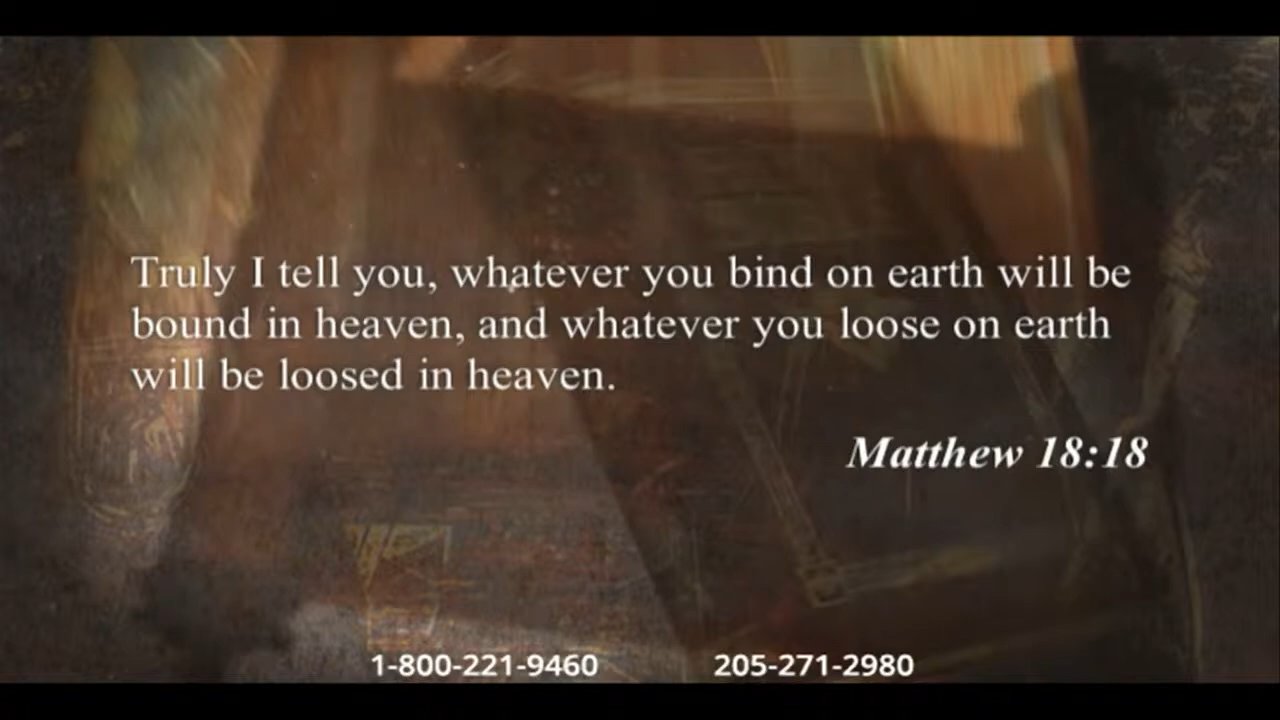 Truly I tell you, whatever you bind on earth will be
bound in heaven, and whatever you loose on earth
will be loosed in heaven.
Matthew 18:18
1-800-221-9460 205-271-2980